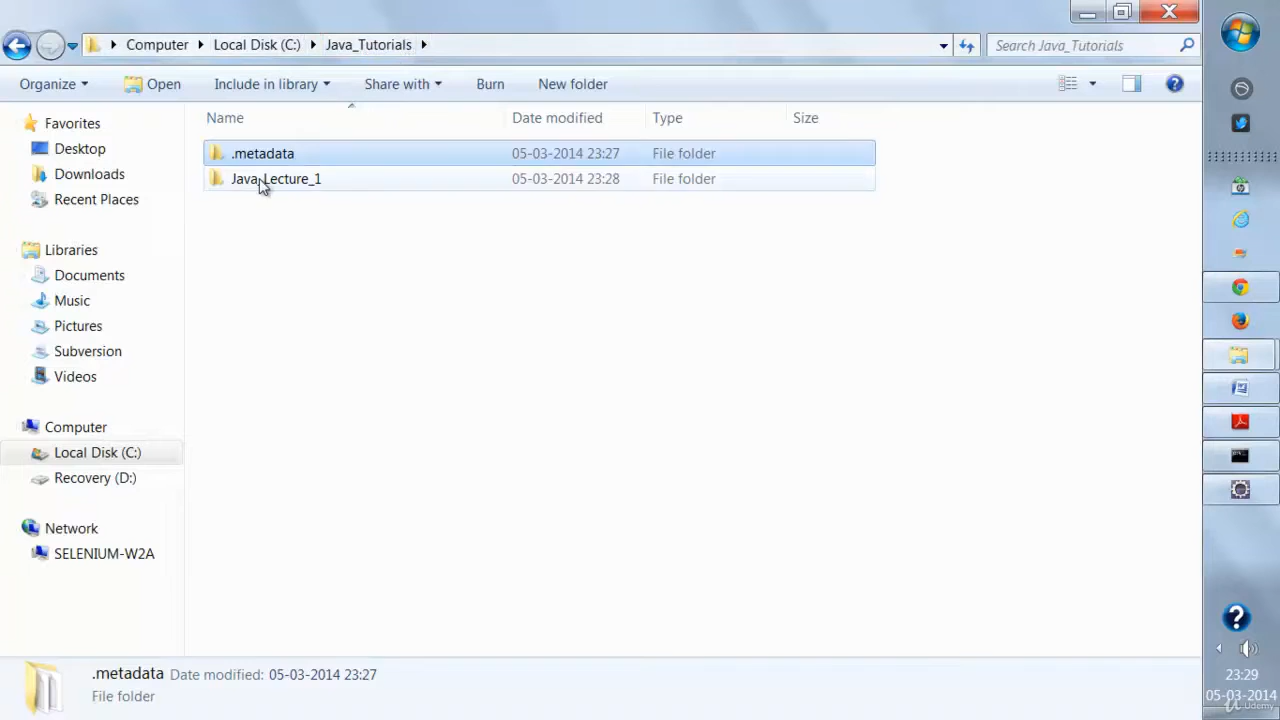 Computer Local Disk (C:) Java_Tutorials
Search Java_Tutorials
Organize Open Include in library Share with Burn New folder
Favorites
Desktop
Downloads
Recent Places
Libraries
Documents
Music
Pictures
Subversion
Videos
Computer
Local Disk (C:)
Recovery (D:)
Network
SELENIUM-W2A
Name Date modified Type Size
.metadata 05-03-2014 23:27 File folder
Java_Lecture_1 05-03-2014 23:28 File folder
.metadata Date modified: 05-03-2014 23:27
File folder
23:29
05-03-2014
Udemy